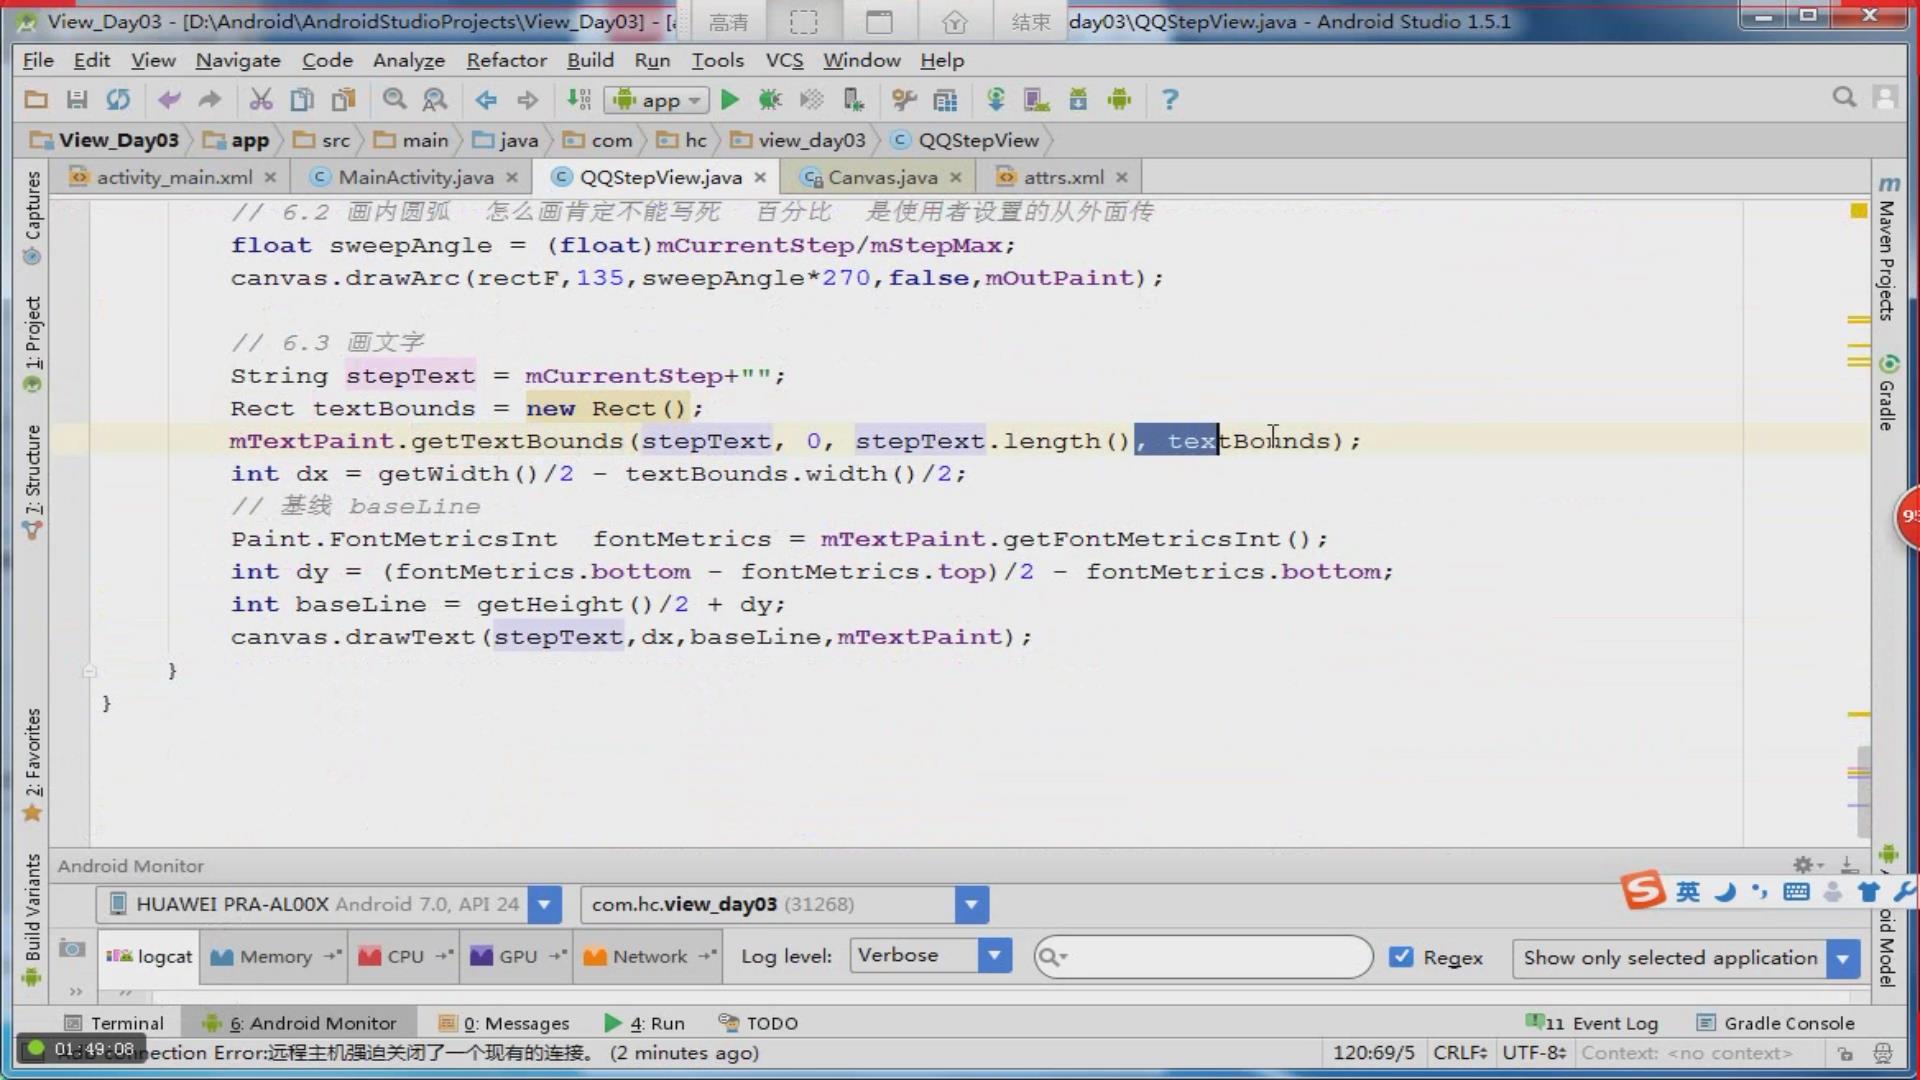 View_Day03 - [D:\Android\AndroidStudioProjects\View_Day03] - [
高清
结束
day03\QQStepView.java - Android Studio 1.5.1
File Edit View Navigate Code Analyze Refactor Build Run Tools VCS Window Help
app
View_Day03 app src main java com hc view_day03 QQStepView
activity_main.xml MainActivity.java QQStepView.java Canvas.java attrs.xml
// 6.2 画内圆弧 怎么画肯定不能写死 百分比 是使用者设置的从外面传
float sweepAngle = (float)mCurrentStep/mStepMax;
canvas.drawArc(rectF,135,sweepAngle*270,false,mOutPaint);
// 6.3 画文字
String stepText = mCurrentStep+"";
Rect textBounds = new Rect();
mTextPaint.getTextBounds(stepText, 0, stepText.length(), textBounds);
int dx = getWidth()/2 - textBounds.width()/2;
// 基线 baseLine
Paint.FontMetricsInt fontMetrics = mTextPaint.getFontMetricsInt();
int dy = (fontMetrics.bottom - fontMetrics.top)/2 - fontMetrics.bottom;
int baseLine = getHeight()/2 + dy;
canvas.drawText(stepText,dx,baseLine,mTextPaint);
}
}
Captures
1: Project
7: Structure
2: Favorites
Build Variants
Maven Projects
Gradle
oid Model
Android Monitor
英
HUAWEI PRA-AL00X Android 7.0, API 24
com.hc.view_day03 (31268)
logcat Memory CPU GPU Network Log level: Verbose Regex Show only selected application
Terminal 6: Android Monitor 0: Messages 4: Run TODO 11 Event Log Gradle Console
01:49:08
nection Error:远程主机强迫关闭了一个现有的连接。 (2 minutes ago)
120:69/5 CRLF UTF-8 Context: <no context>